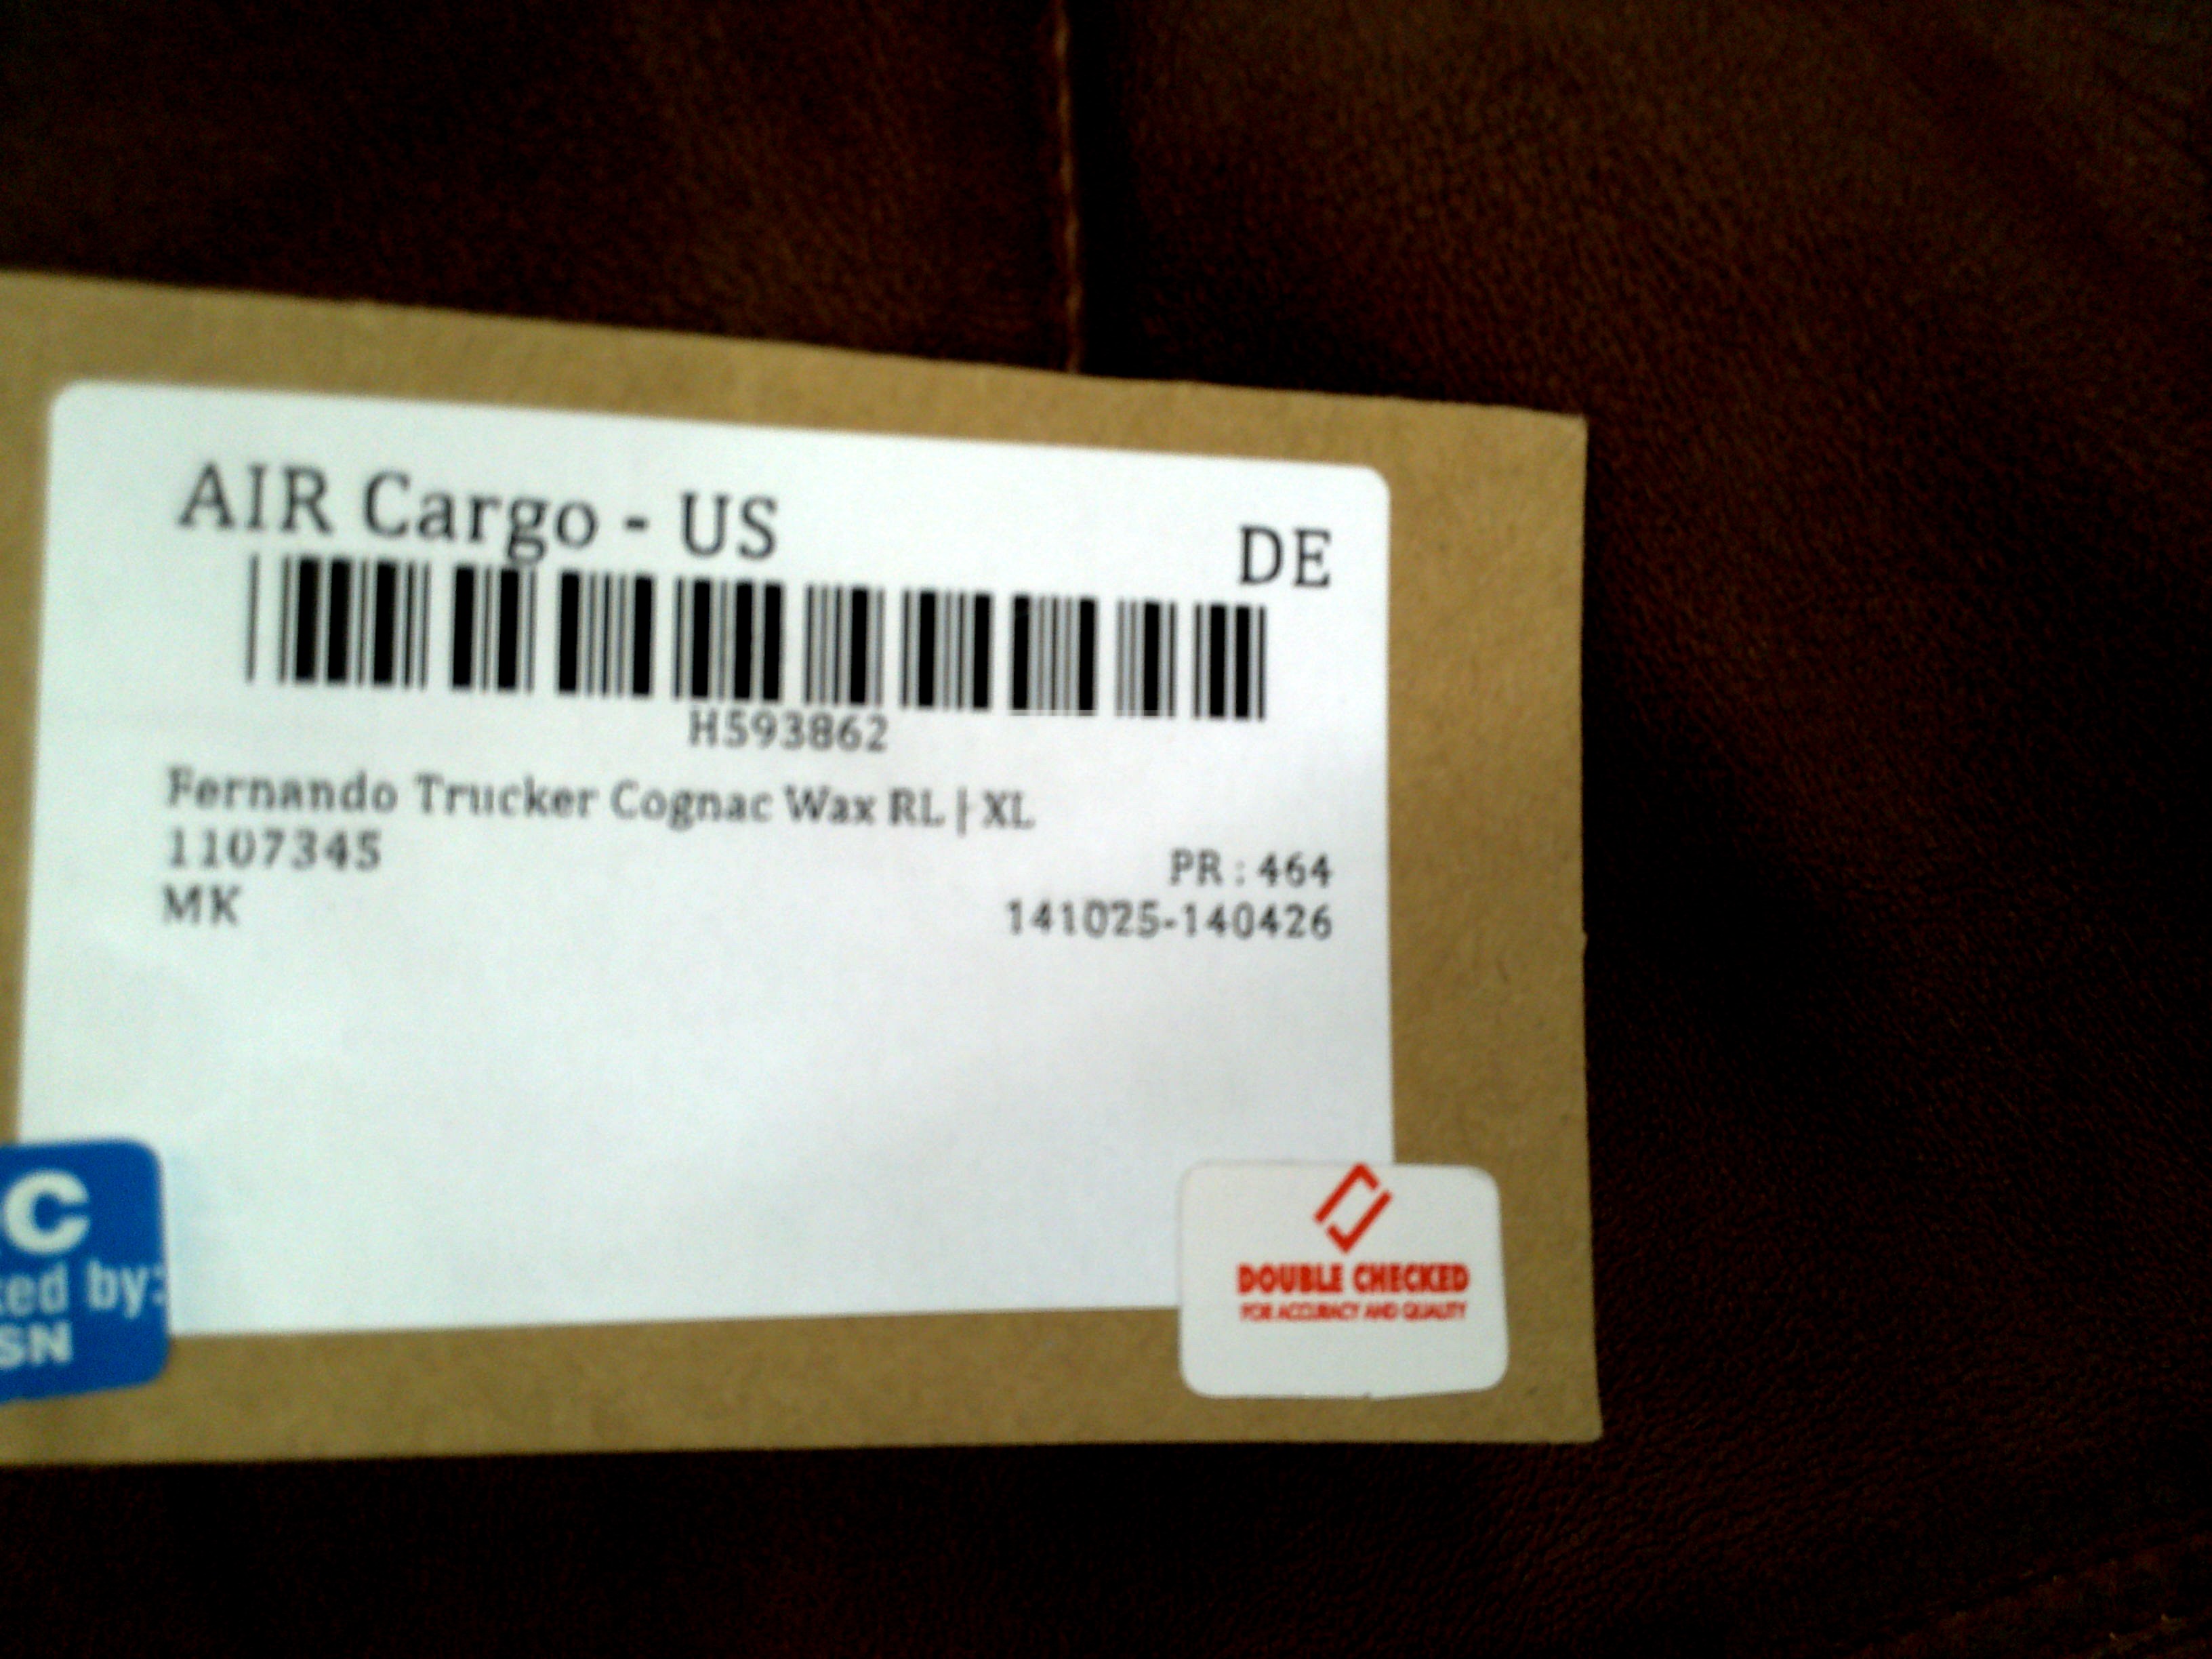 AIR Cargo - US
DE
H593862
Fernando Trucker Cognac Wax RL | XL
1107345
PR : 464
MK
141025-140426
C
ked by:
SN
DOUBLE CHECKED
FOR ACCURACY AND QUALITY